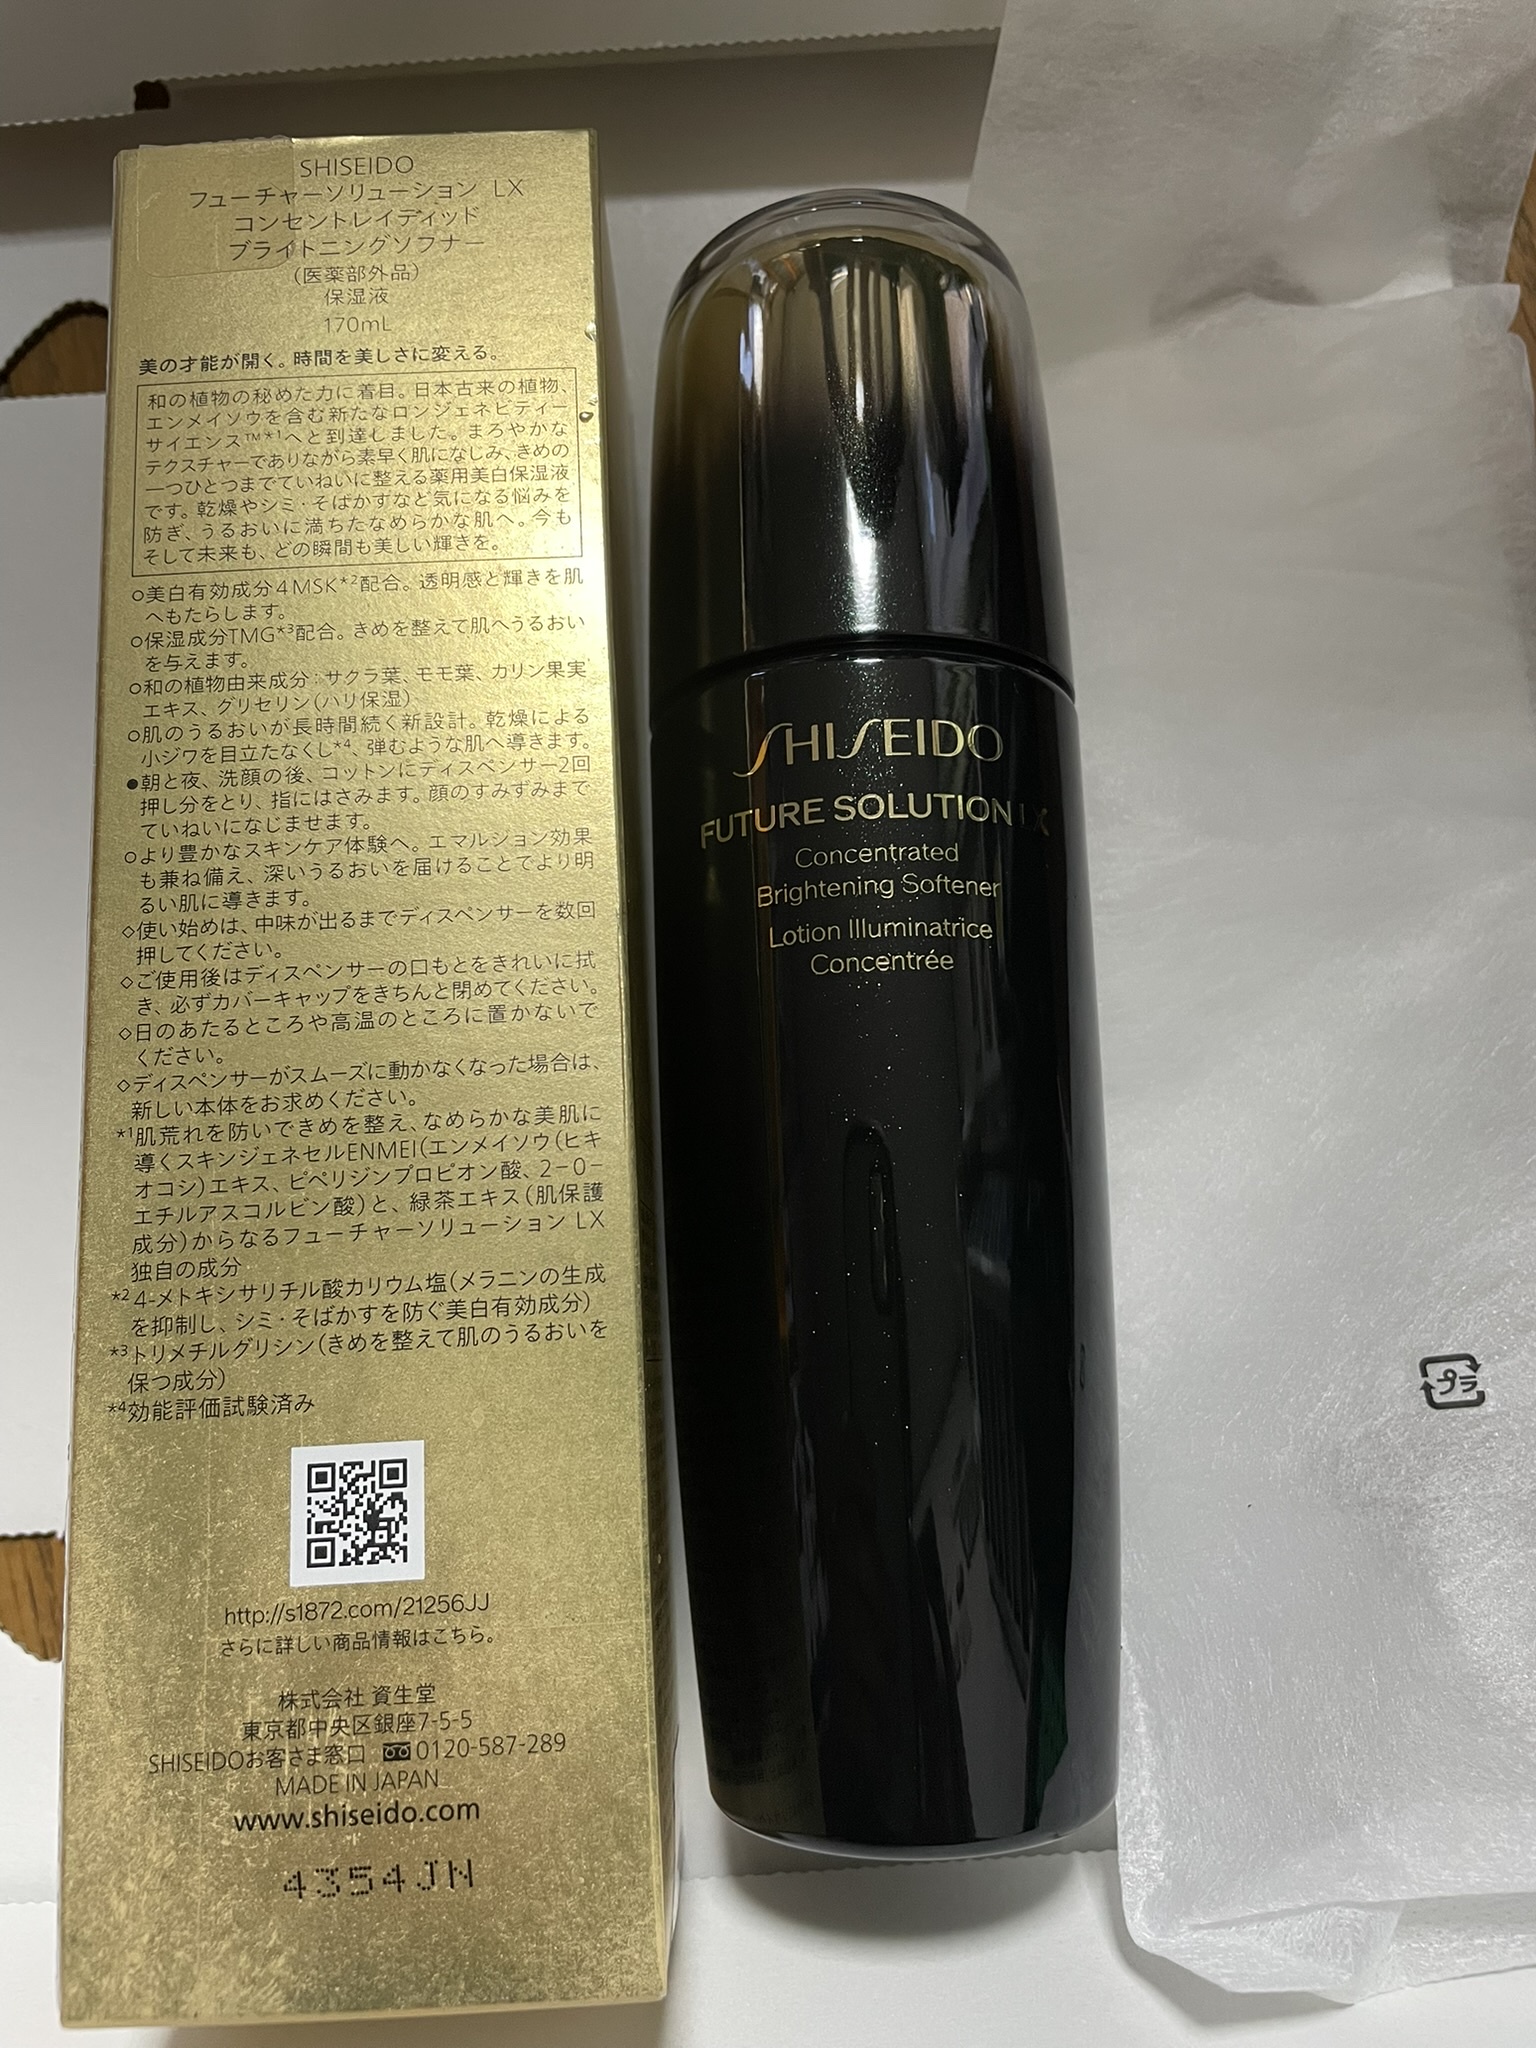 SHISEIDO
フューチャーソリューション LX
コンセントレイティッド
ブライトニングソフナー
(医薬部外品)
保湿液
170mL
美の才能が開く。時間を美しさに変える。
和の植物の秘めた力に着目。日本古来の植物、
エンメイソウを含む新たなロンジェネビティー
サイエンス™*1へと到達しました。まろやかな
テクスチャーでありながら素早く肌になじみ、きめの
一つひとつまでていねいに整える薬用美白保湿液
です。乾燥やシミ・そばかすなど気になる悩みを
防ぎ、うるおいに満ちたなめらかな肌へ。今も
そして未来も、どの瞬間も美しい輝きを。
○美白有効成分4MSK*2配合。透明感と輝きを肌
へもたらします。
○保湿成分TMG*3配合。きめを整えて肌へうるおい
を与えます。
○和の植物由来成分：サクラ葉、モモ葉、カリン果実
エキス、グリセリン(ハリ保湿)
○肌のうるおいが長時間続く新設計。乾燥による
小ジワを目立たなくし*4、弾むような肌へ導きます。
●朝と夜、洗顔の後、コットンにディスペンサー2回
押し分をとり、指にはさみます。顔のすみずみまで
ていねいになじませます。
○より豊かなスキンケア体験へ。エマルション効果
も兼ね備え、深いうるおいを届けることでより明
るい肌に導きます。
◇使い始めは、中味が出るまでディスペンサーを数回
押してください。
◇ご使用後はディスペンサーの口もとをきれいに拭
き、必ずカバーキャップをきちんと閉めてください。
◇日のあたるところや高温のところに置かないで
ください。
◇ディスペンサーがスムーズに動かなくなった場合は、
新しい本体をお求めください。
*1肌荒れを防いできめを整え、なめらかな美肌に
導くスキンジェネセルENMEI(エンメイソウ(ヒキ
オコシ)エキス、ピペリジンプロピオン酸、2-O-
エチルアスコルビン酸)と、緑茶エキス(肌保護
成分)からなるフューチャーソリューション LX
独自の成分
*2 4-メトキシサリチル酸カリウム塩(メラニンの生成
を抑制し、シミ・そばかすを防ぐ美白有効成分)
*3トリメチルグリシン(きめを整えて肌のうるおいを
保つ成分)
*4効能評価試験済み
http://s1872.com/21256JJ
さらに詳しい商品情報はこちら。
株式会社 資生堂
東京都中央区銀座7-5-5
SHISEIDOお客さま窓口 0120-587-289
MADE IN JAPAN
www.shiseido.com
4354JN
SHISEIDO
FUTURE SOLUTION LX
Concentrated
Brightening Softener
Lotion Illuminatrice
Concentrée
プラ